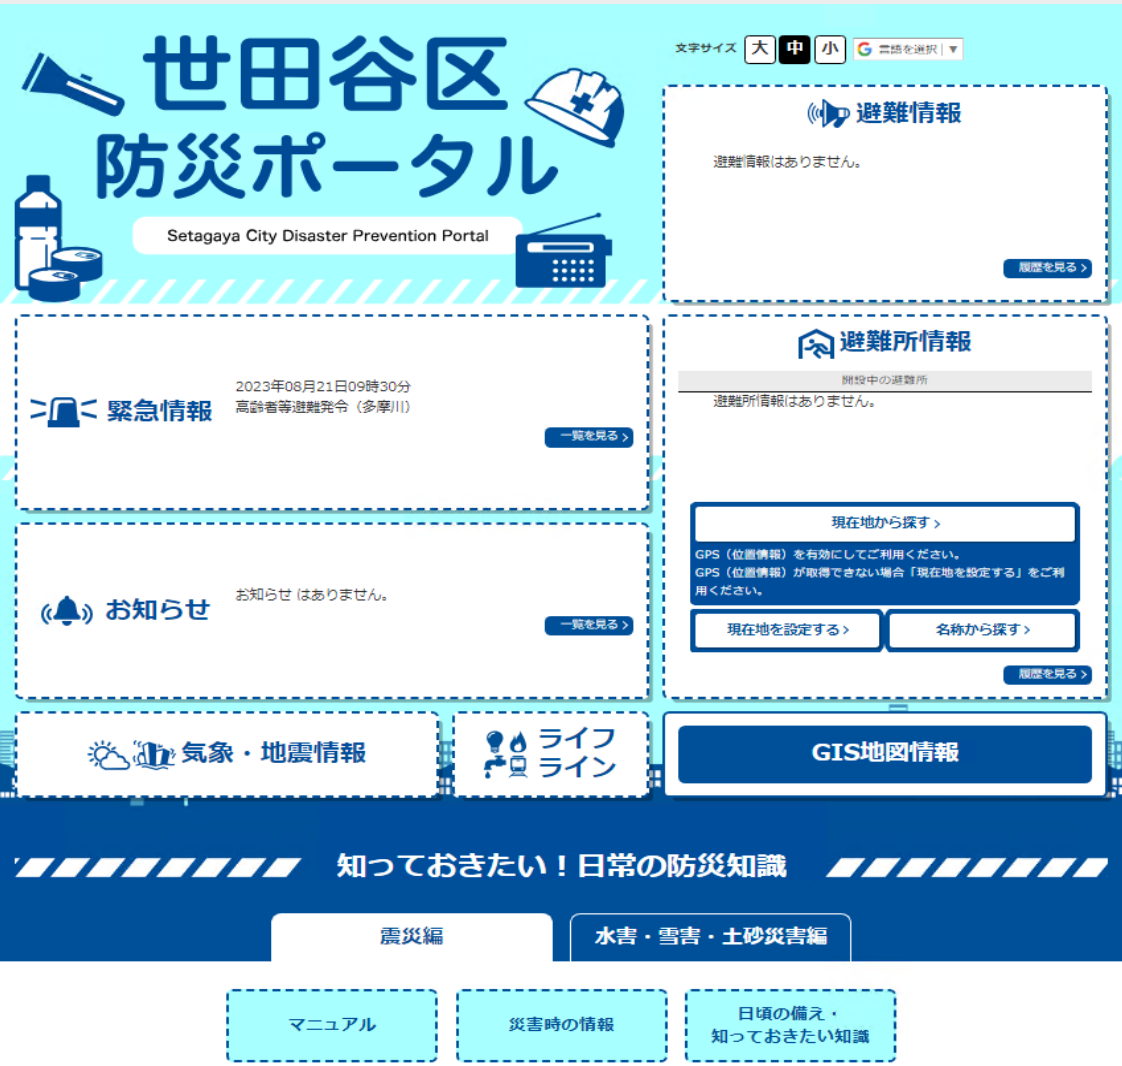 世田谷区
防災ポータル
Setagaya City Disaster Prevention Portal
文字サイズ 大 中 小 G 言語を選択 ▼
避難情報
避難情報はありません。
履歴を見る >
緊急情報
2023年08月21日09時30分
高齢者等避難発令（多摩川）
一覧を見る >
お知らせ
お知らせ はありません。
一覧を見る >
避難所情報
開設中の避難所
避難所情報はありません。
現在地から探す >
GPS（位置情報）を有効にしてご利用ください。
GPS（位置情報）が取得できない場合「現在地を設定する」をご利
用ください。
現在地を設定する >
名称から探す >
履歴を見る >
気象・地震情報
ライフ
ライン
GIS地図情報
知っておきたい！日常の防災知識
震災編
水害・雪害・土砂災害編
マニュアル
災害時の情報
日頃の備え・
知っておきたい知識